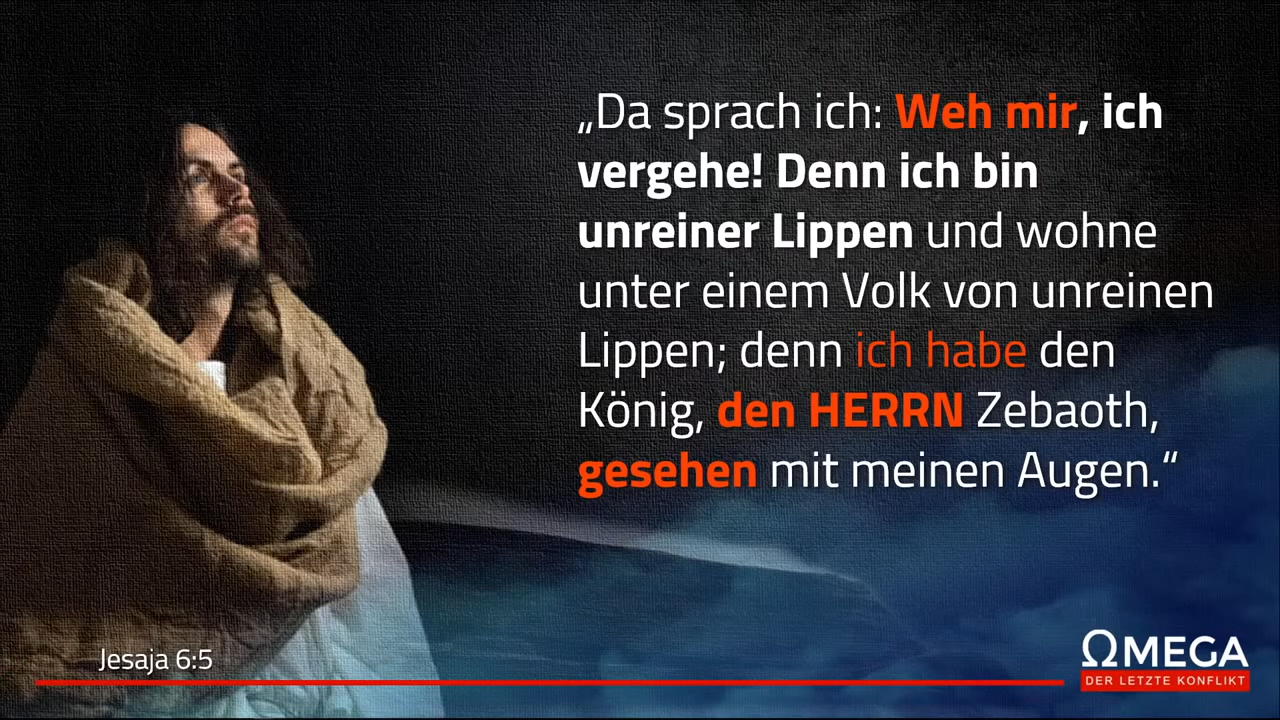 „Da sprach ich: Weh mir, ich
vergehe! Denn ich bin
unreiner Lippen und wohne
unter einem Volk von unreinen
Lippen; denn ich habe den
König, den HERRN Zebaoth,
gesehen mit meinen Augen.“
Jesaja 6:5
ΩMEGA
DER LETZTE KONFLIKT